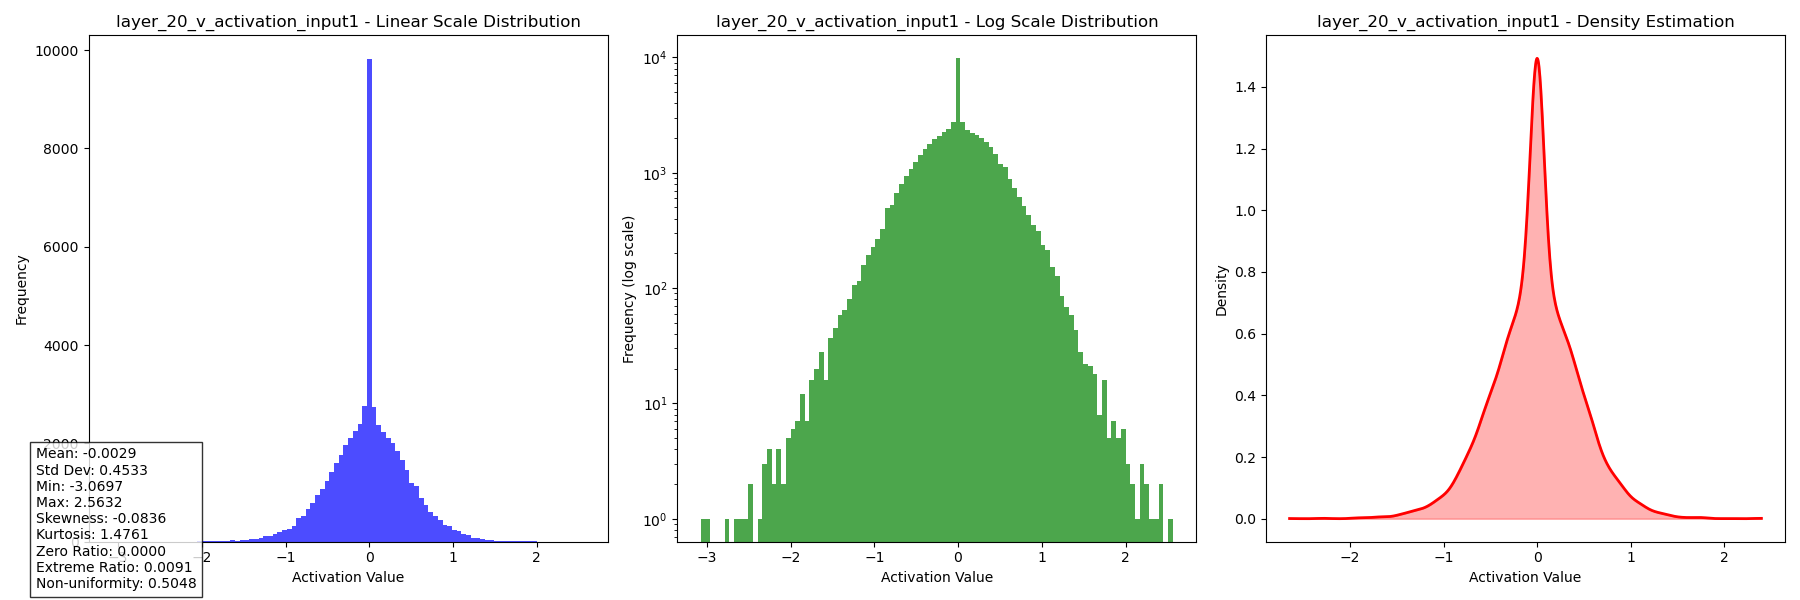 layer_20_v_activation_input1 - Linear Scale Distribution
10000
8000
6000
4000
2000
0
Frequency
−2
−1
0
1
2
Activation Value
Mean: -0.0029
Std Dev: 0.4533
Min: -3.0697
Max: 2.5632
Skewness: -0.0836
Kurtosis: 1.4761
Zero Ratio: 0.0000
Extreme Ratio: 0.0091
Non-uniformity: 0.5048
layer_20_v_activation_input1 - Log Scale Distribution
10⁴
10³
10²
10¹
10⁰
Frequency (log scale)
−3
−2
−1
0
1
2
Activation Value
layer_20_v_activation_input1 - Density Estimation
1.4
1.2
1.0
0.8
0.6
0.4
0.2
0.0
Density
−2
−1
0
1
2
Activation Value